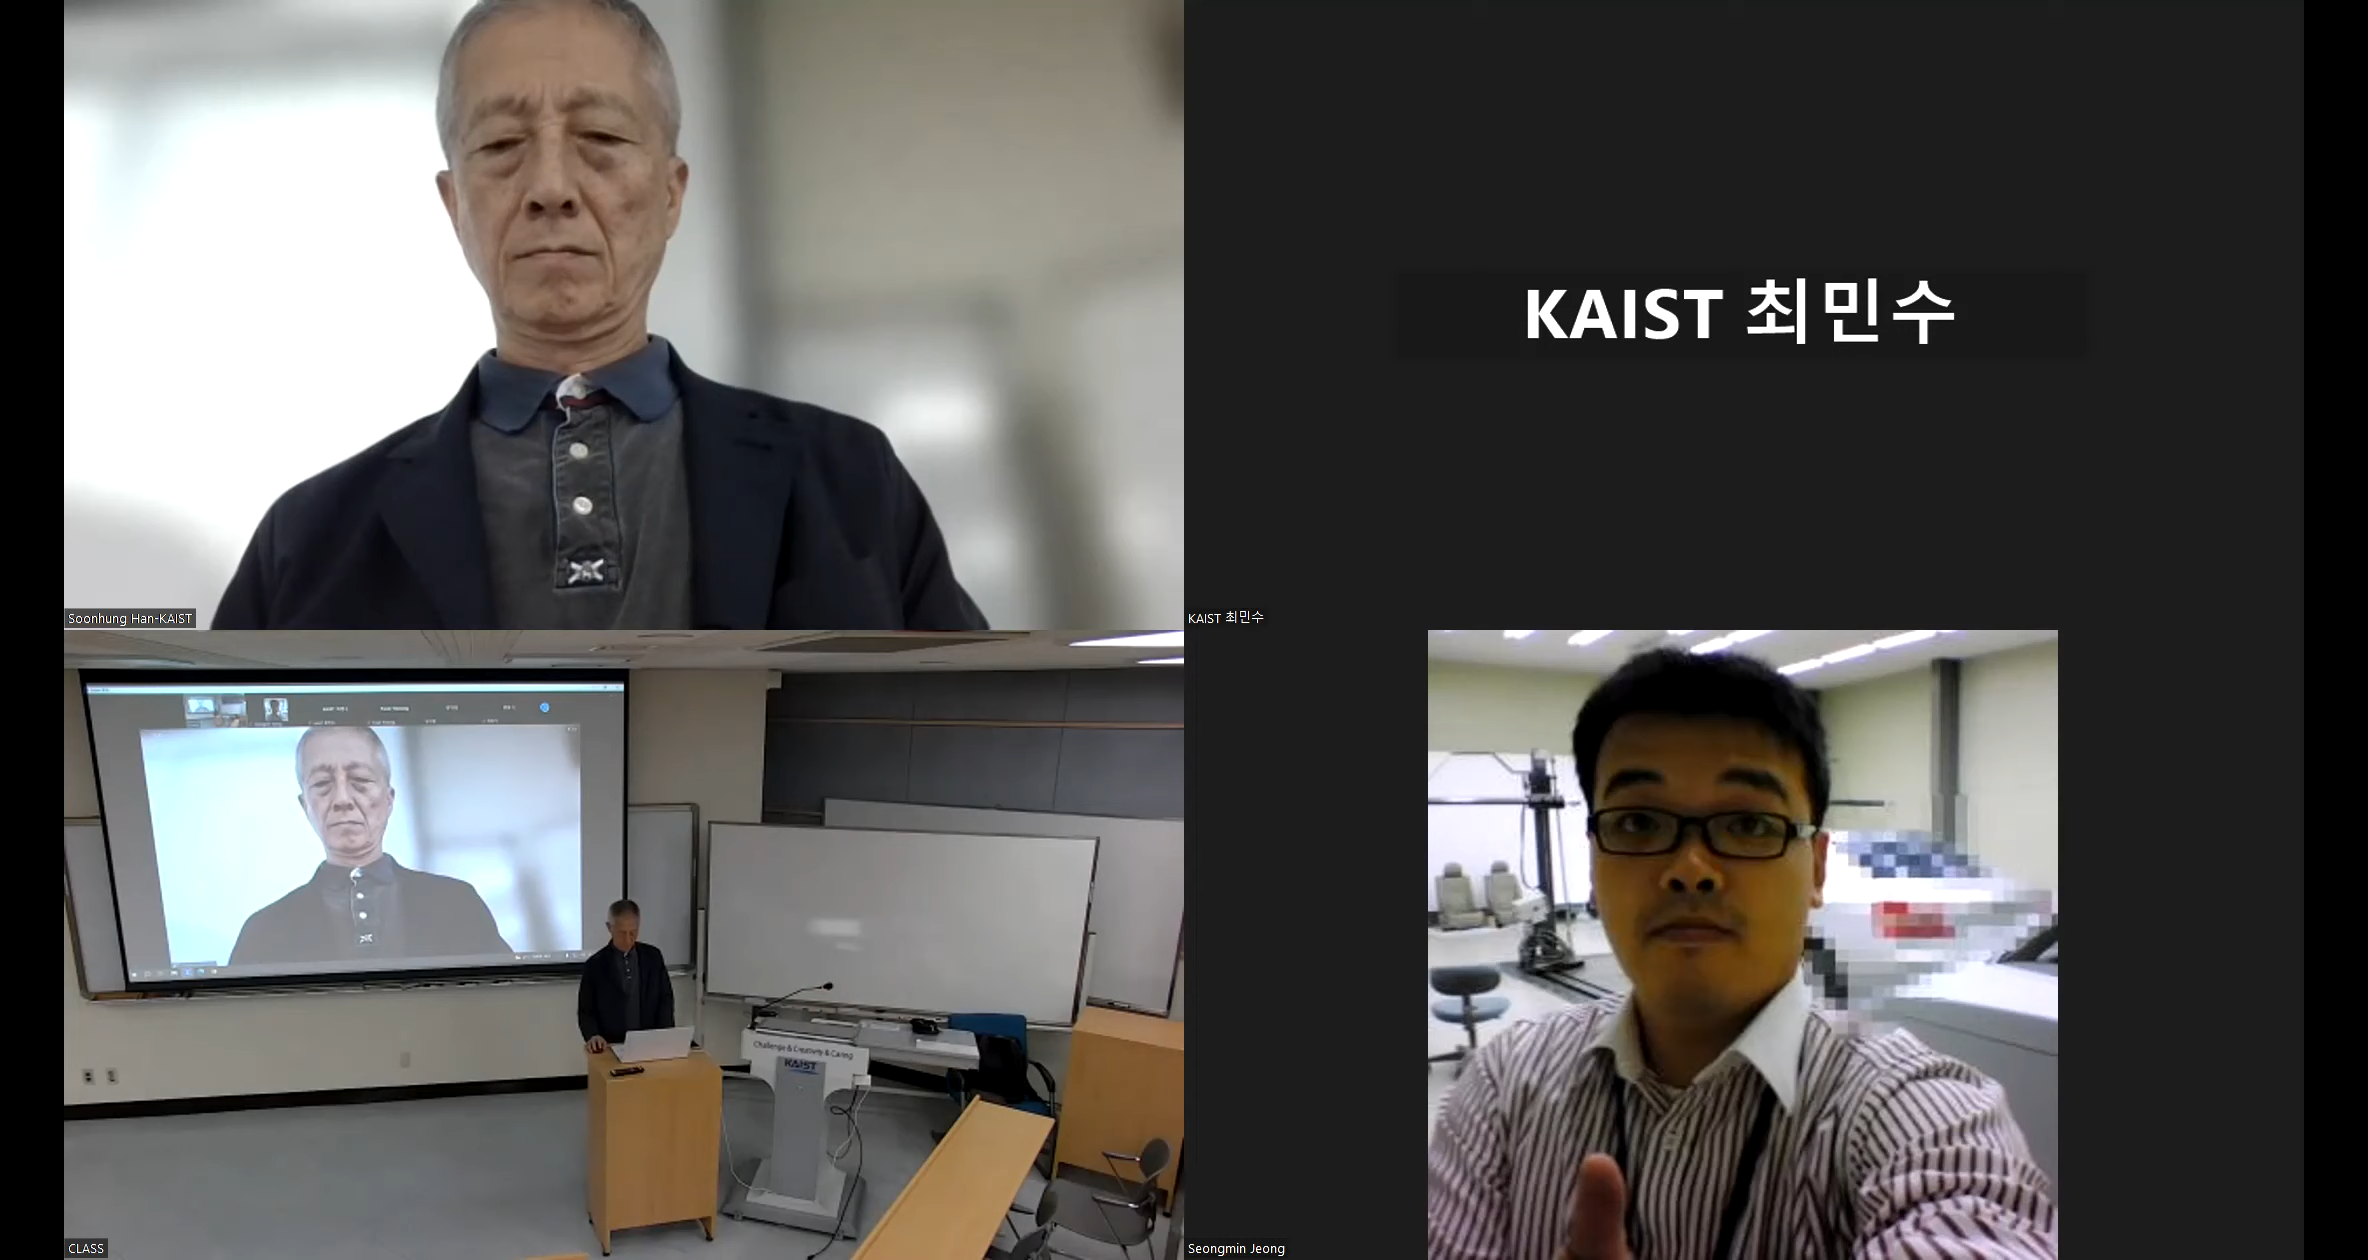 KAIST 최민수
Soonhung Han-KAIST
KAIST 최민수
Challenge & Creativity & Caring
KAIST
CLASS
Seongmin Jeong